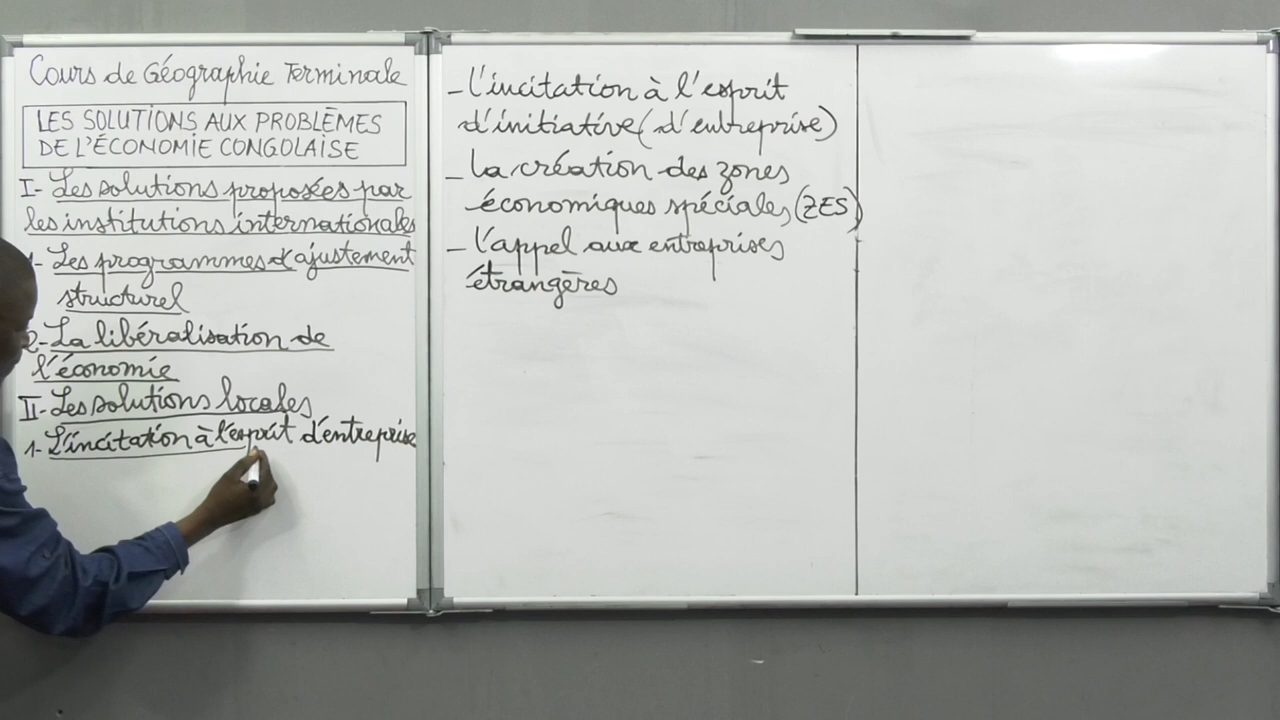 Cours de Géographie Terminale
LES SOLUTIONS AUX PROBLÈMES
DE L'ÉCONOMIE CONGOLAISE
I- Les solutions proposées par
les institutions internationales
1- Les programmes d'ajustement
structurel
2- La libéralisation de
l'économie
II- Les solutions locales
1- L'incitation à l'esprit d'entreprise
- l'incitation à l'esprit
d'initiative (d'entreprise)
- la création des zones
économiques spéciales (ZES)
- l'appel aux entreprises
étrangères